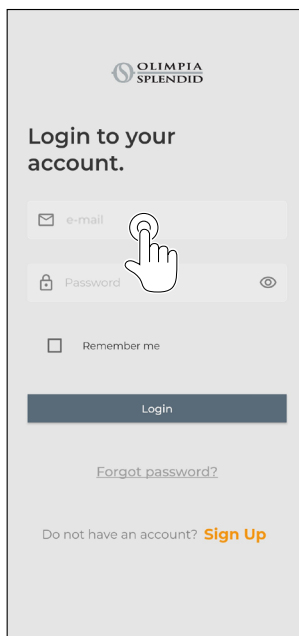 OLIMPIA
SPLENDID
Login to your
account.
e-mail
Password
Remember me
Login
Forgot password?
Do not have an account? Sign Up